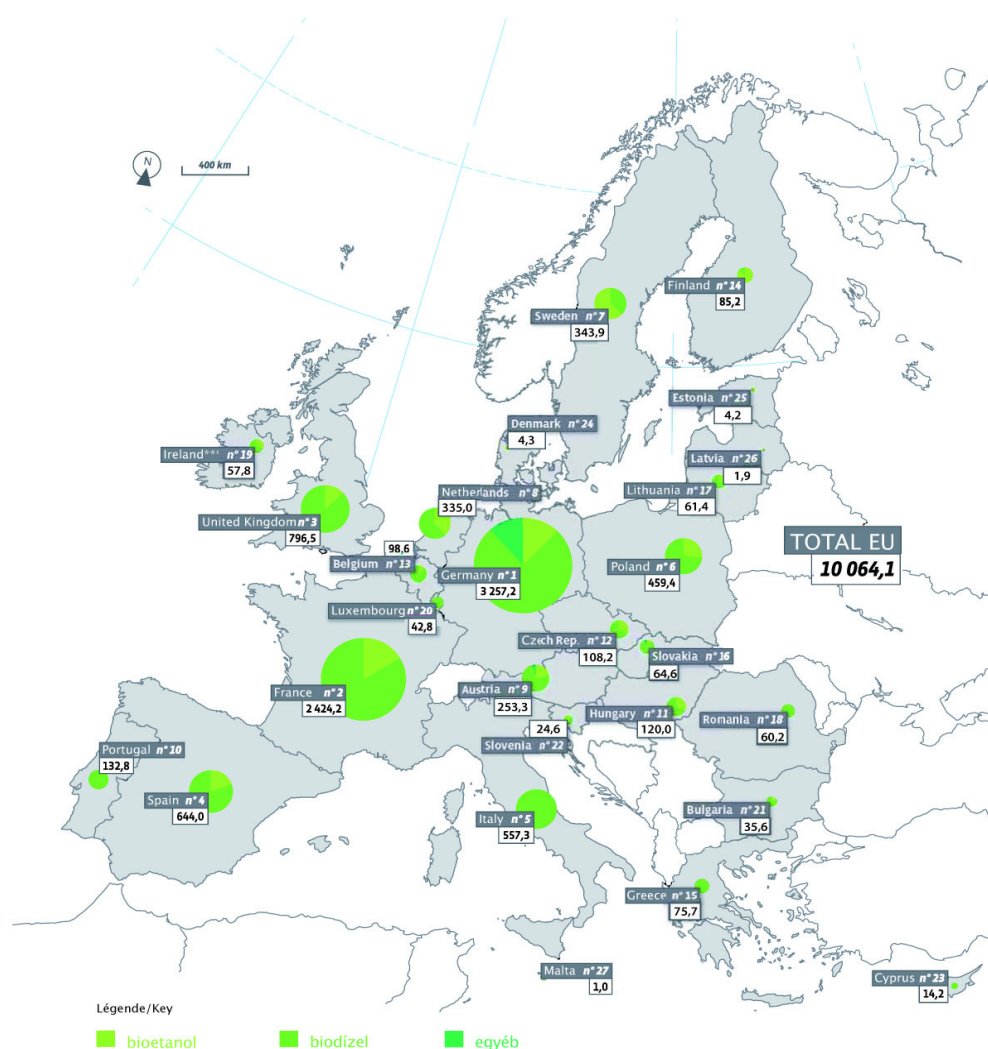 N
400 km
Finland n°14
85,2
Sweden n°7
343,9
Estonia n°25
4,2
Denmark n°24
4,3
Ireland**° n°19
57,8
Latvia n°26
1,9
Lithuania n°17
61,4
Netherlands n°8
335,0
United Kingdom n°3
796,5
98,6
Belgium n°13
Germany n°1
3 257,2
Poland n°6
459,4
TOTAL EU
10 064,1
Luxembourg n°20
42,8
Czech Rep. n°12
108,2
Slovakia n°16
64,6
France n°2
2 424,2
Austria n°9
253,3
Hungary n°11
120,0
Romania n°18
60,2
24,6
Slovenia n°22
Portugal n°10
132,8
Spain n°4
644,0
Italy n°5
557,3
Bulgaria n°21
35,6
Greece n°15
75,7
Malta n°27
1,0
Cyprus n°23
14,2
Légende/Key
bioetanol biodízel egyéb